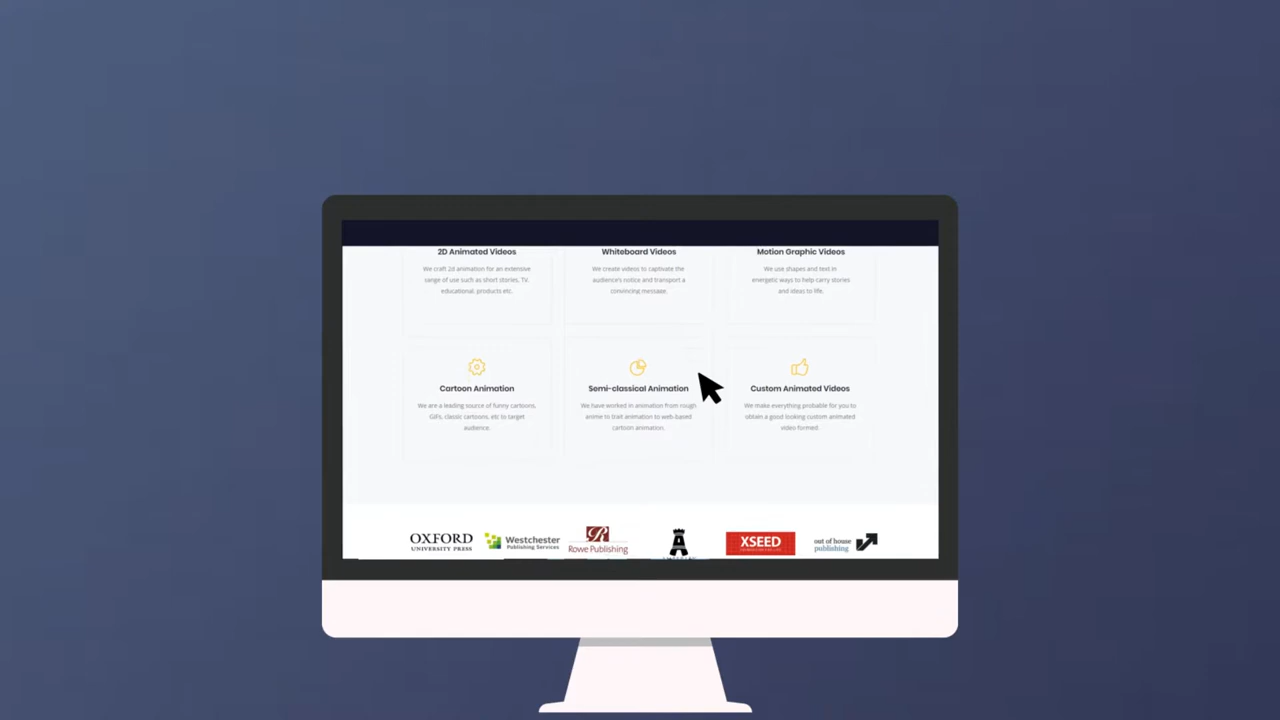 2D Animated Videos
We craft 2d animation for an extensive
range of use such as short stories, TV,
educational, products etc.
Whiteboard Videos
We create videos to captivate the
audience's notice and transport a
convincing message.
Motion Graphic Videos
We use shapes and text in
energetic ways to help carry stories
and ideas to life.
Cartoon Animation
We are a leading source of funny cartoons,
GIFs, classic cartoons, etc to target
audience.
Semi-classical Animation
We have worked in animation from rough
anime to trait animation to web-based
cartoon animation.
Custom Animated Videos
We make everything probable for you to
obtain a good looking custom animated
video formed.
OXFORD
UNIVERSITY PRESS
Westchester
Publishing Services
R
Rowe Publishing
XSEED
out of house
publishing